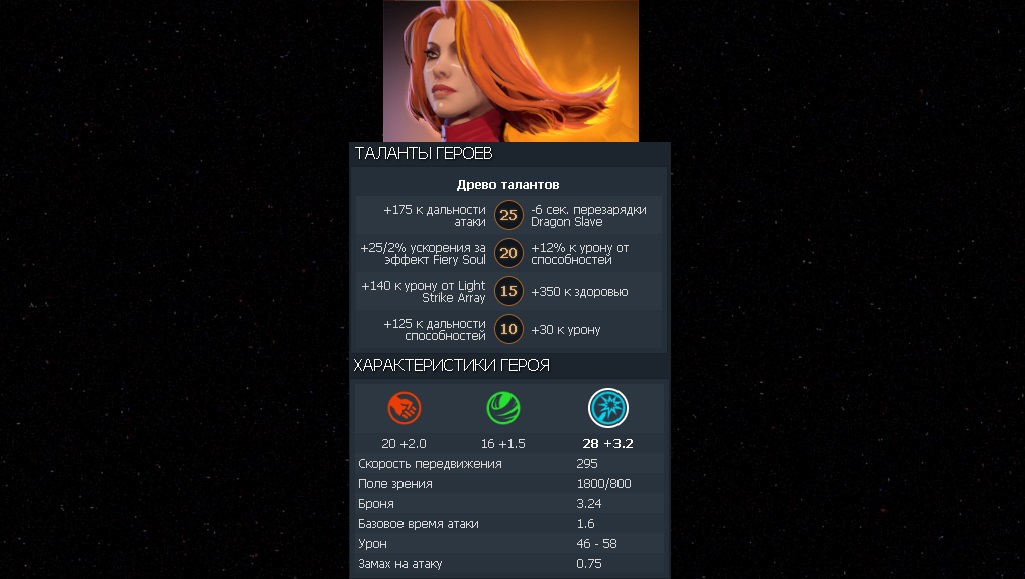 ТАЛАНТЫ ГЕРОЕВ
Древо талантов
+175 к дальности
атаки
25
-6 сек. перезарядки
Dragon Slave
+25/2% ускорения за
эффект Fiery Soul
20
+12% к урону от
способностей
+140 к урону от Light
Strike Array
15
+350 к здоровью
+125 к дальности
способностей
10
+30 к урону
ХАРАКТЕРИСТИКИ ГЕРОЯ
20 +2.0
16 +1.5
28 +3.2
Скорость передвижения 295
Поле зрения 1800/800
Броня 3.24
Базовое время атаки 1.6
Урон 46 - 58
Замах на атаку 0.75